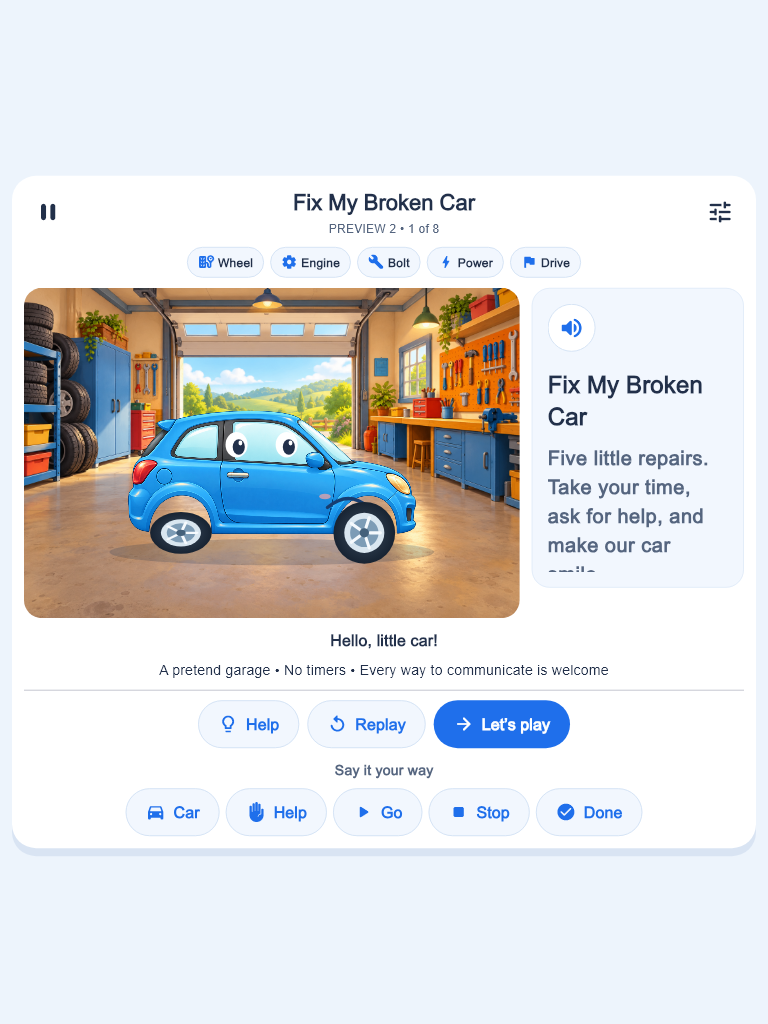 Fix My Broken Car
PREVIEW 2 • 1 of 8
Wheel Engine Bolt Power Drive
Fix My Broken
Car
Five little repairs.
Take your time,
ask for help, and
make our car
Hello, little car!
A pretend garage • No timers • Every way to communicate is welcome
Help Replay Let's play
Say it your way
Car Help Go Stop Done